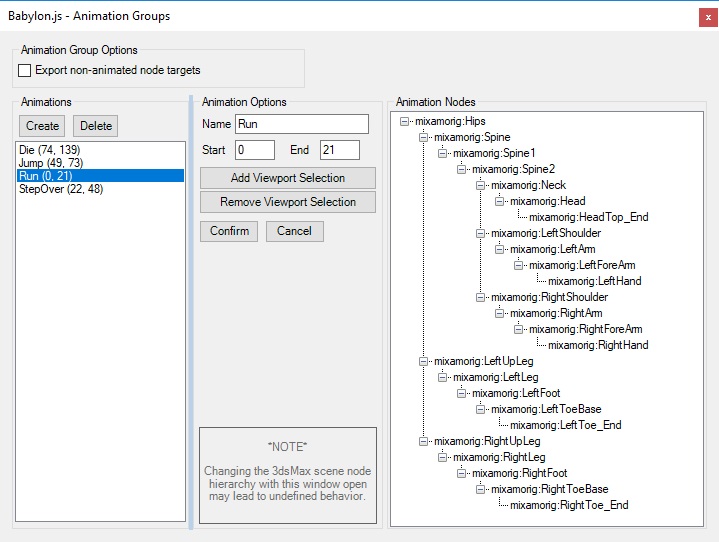 Babylon.js - Animation Groups
x
Animation Group Options
Export non-animated node targets
Animations
Create Delete
Die (74, 139)
Jump (49, 73)
Run (0, 21)
StepOver (22, 48)
Animation Options
Name Run
Start 0 End 21
Add Viewport Selection
Remove Viewport Selection
Confirm Cancel
*NOTE*
Changing the 3dsMax scene node
hierarchy with this window open
may lead to undefined behavior.
Animation Nodes
mixamorig:Hips
mixamorig:Spine
mixamorig:Spine1
mixamorig:Spine2
mixamorig:Neck
mixamorig:Head
mixamorig:HeadTop_End
mixamorig:LeftShoulder
mixamorig:LeftArm
mixamorig:LeftForeArm
mixamorig:LeftHand
mixamorig:RightShoulder
mixamorig:RightArm
mixamorig:RightForeArm
mixamorig:RightHand
mixamorig:LeftUpLeg
mixamorig:LeftLeg
mixamorig:LeftFoot
mixamorig:LeftToeBase
mixamorig:LeftToe_End
mixamorig:RightUpLeg
mixamorig:RightLeg
mixamorig:RightFoot
mixamorig:RightToeBase
mixamorig:RightToe_End